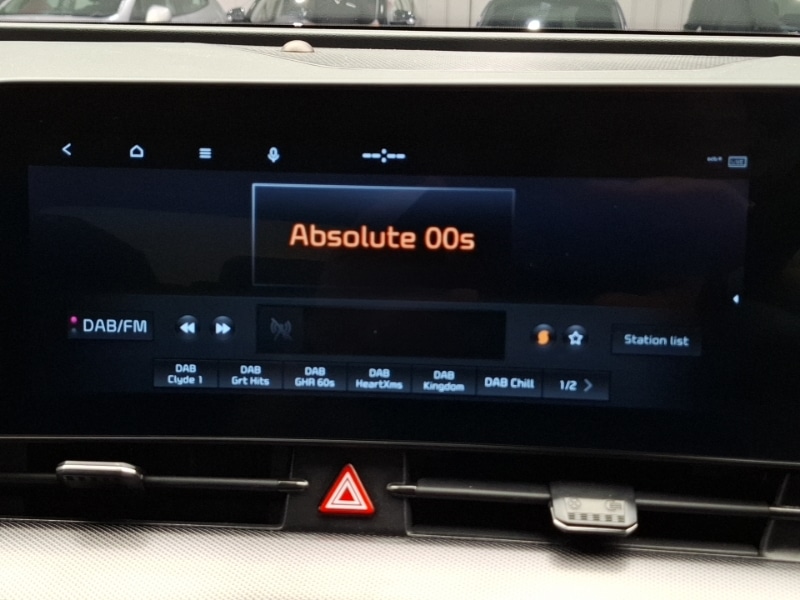 --:--
Absolute 00s
DAB/FM
Station list
DAB
Clyde 1
DAB
Grt Hits
DAB
GHR 60s
DAB
HeartXms
DAB
Kingdom
DAB Chill
1/2 >